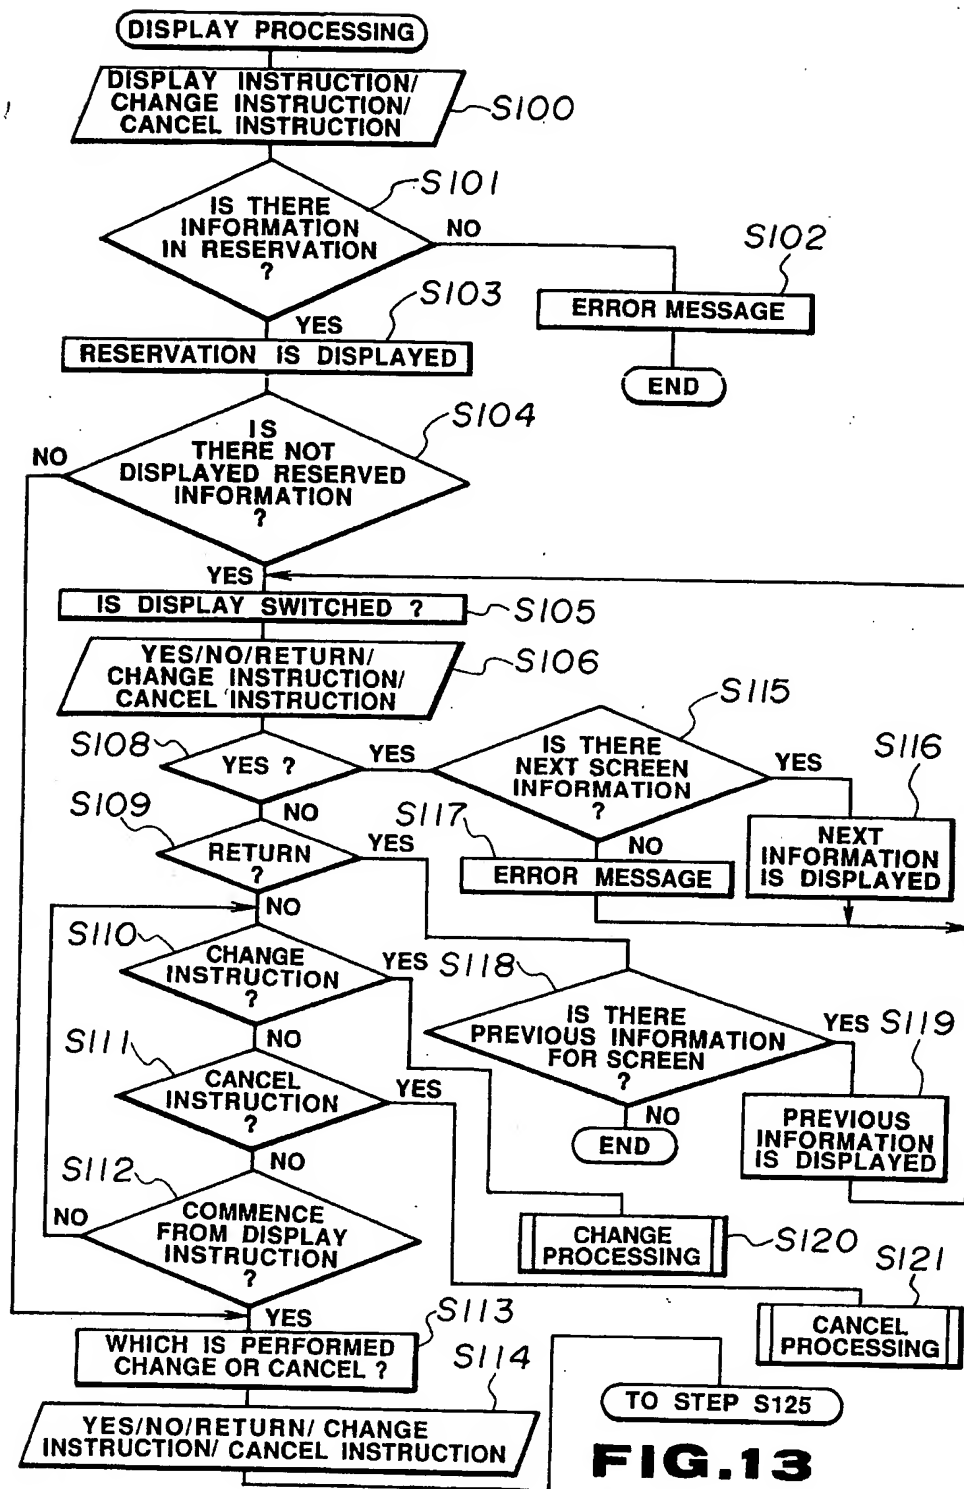 DISPLAY PROCESSING
DISPLAY INSTRUCTION/
CHANGE INSTRUCTION/
CANCEL INSTRUCTION
S100
S101
IS THERE
INFORMATION
IN RESERVATION
?
NO
S102
ERROR MESSAGE
END
YES
S103
RESERVATION IS DISPLAYED
S104
IS
THERE NOT
DISPLAYED RESERVED
INFORMATION
?
NO
YES
IS DISPLAY SWITCHED ?
S105
YES/NO/RETURN/
CHANGE INSTRUCTION/
CANCEL INSTRUCTION
S106
S108
YES ?
YES
S115
IS THERE
NEXT SCREEN
INFORMATION
?
YES
S116
NEXT
INFORMATION
IS DISPLAYED
NO
S117
ERROR MESSAGE
NO
S109
RETURN
?
YES
NO
S110
CHANGE
INSTRUCTION
?
YES
S118
IS THERE
PREVIOUS INFORMATION
FOR SCREEN
?
YES
S119
PREVIOUS
INFORMATION
IS DISPLAYED
NO
END
NO
S111
CANCEL
INSTRUCTION
?
YES
NO
S112
COMMENCE
FROM DISPLAY
INSTRUCTION
?
NO
CHANGE
PROCESSING
S120
S121
CANCEL
PROCESSING
YES
S113
WHICH IS PERFORMED
CHANGE OR CANCEL ?
S114
YES/NO/RETURN/ CHANGE
INSTRUCTION/ CANCEL INSTRUCTION
TO STEP S125
FIG.13